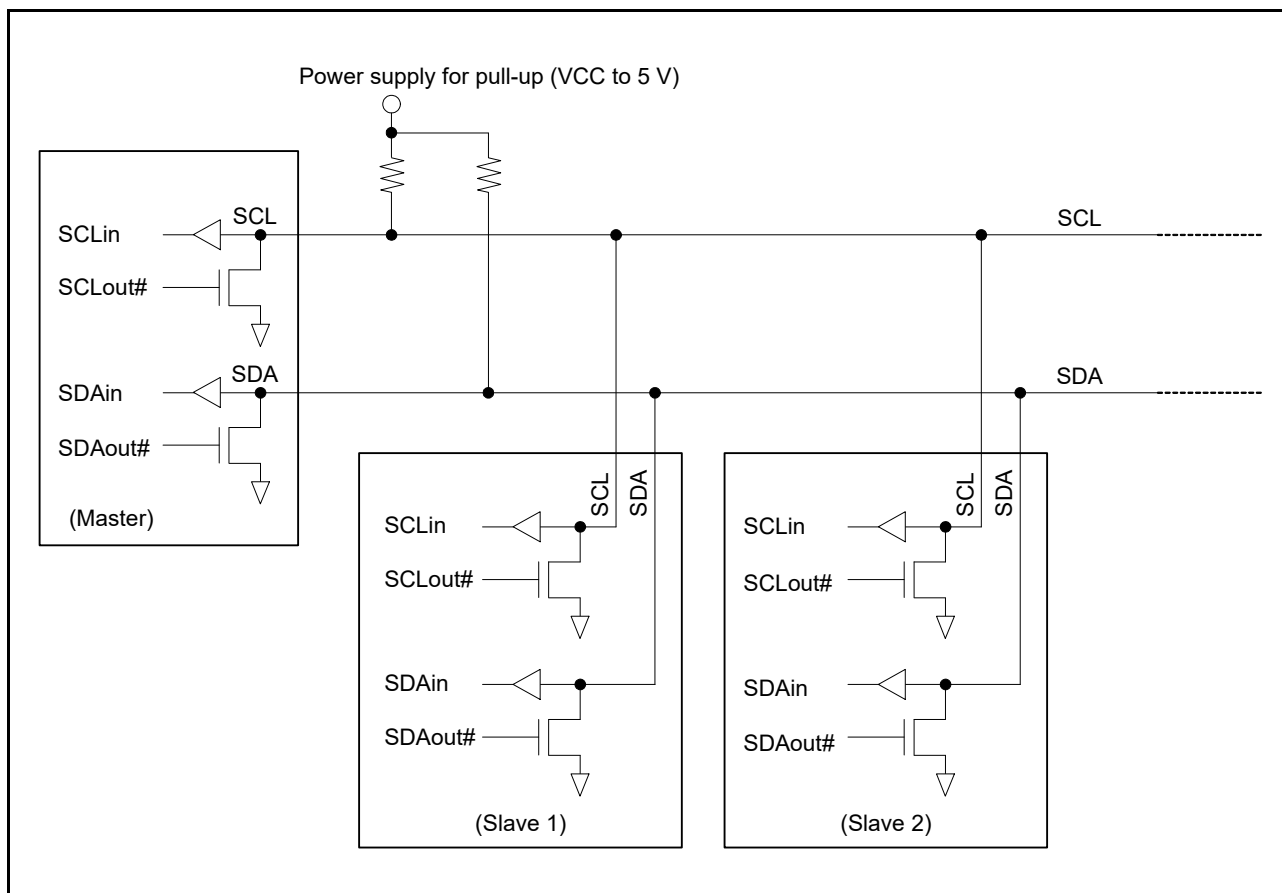 Power supply for pull-up (VCC to 5 V)
SCL
SCLin
SCLout#
SCL
SDA
SDAin
SDAout#
SDA
(Master)
SCL
SDA
SCLin
SCLout#
SDAin
SDAout#
(Slave 1)
SCL
SDA
SCLin
SCLout#
SDAin
SDAout#
(Slave 2)